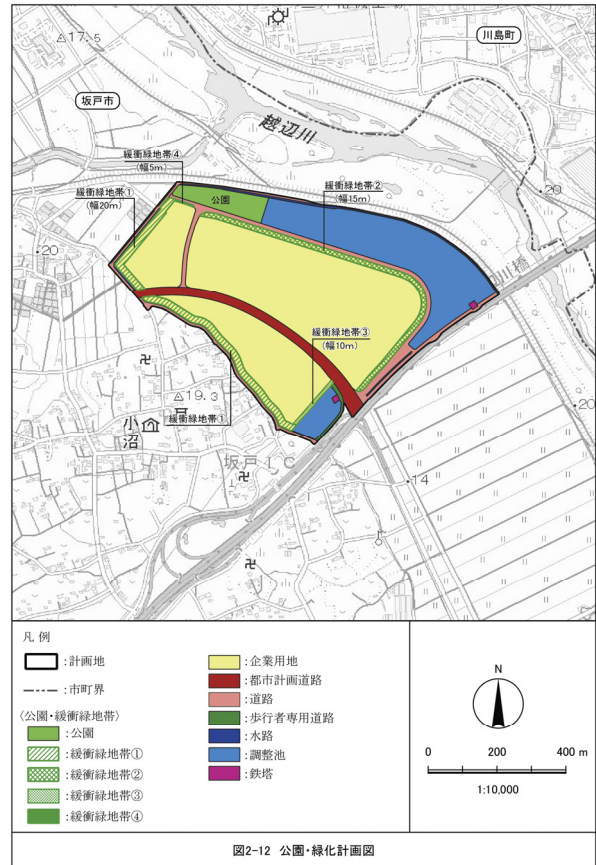 川島町
17.5
坂戸市
越辺川
緩衝緑地帯④
(幅5m)
緩衝緑地帯①
(幅20m)
公園
緩衝緑地帯②
(幅15m)
20
20
緩衝緑地帯③
(幅10m)
19.3
緩衝緑地帯①
小沼
坂戸IC
20
14
凡例
:計画地
:市町界
〈公園・緩衝緑地帯〉
:公園
:緩衝緑地帯①
:緩衝緑地帯②
:緩衝緑地帯③
:緩衝緑地帯④
:企業用地
:都市計画道路
:道路
:歩行者専用道路
:水路
:調整池
:鉄塔
N
0 200 400 m
1:10,000
図2-12 公園・緑化計画図